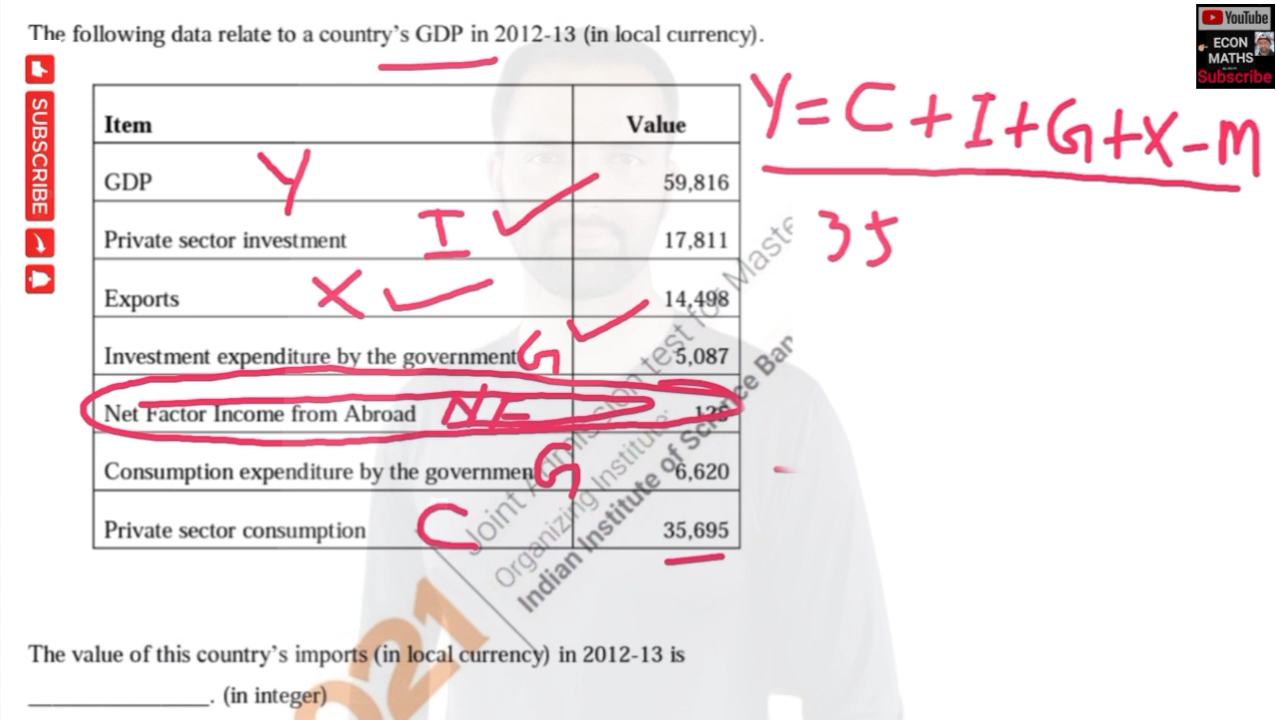 The following data relate to a country's GDP in 2012-13 (in local currency).
YouTube
ECON
MATHS
Subscribe
SUBSCRIBE
Y=C+I+G+X-M
35
Item Value
GDP Y 59,816
Private sector investment I 17,811
Exports X 14,498
Investment expenditure by the government G 5,087
Net Factor Income from Abroad
Consumption expenditure by the governmen G 6,620
Private sector consumption C 35,695
Joint Admission test for Maste
Organizing Institute:
Indian Institute of Science Ban
021
The value of this country's imports (in local currency) in 2012-13 is
_______________. (in integer)